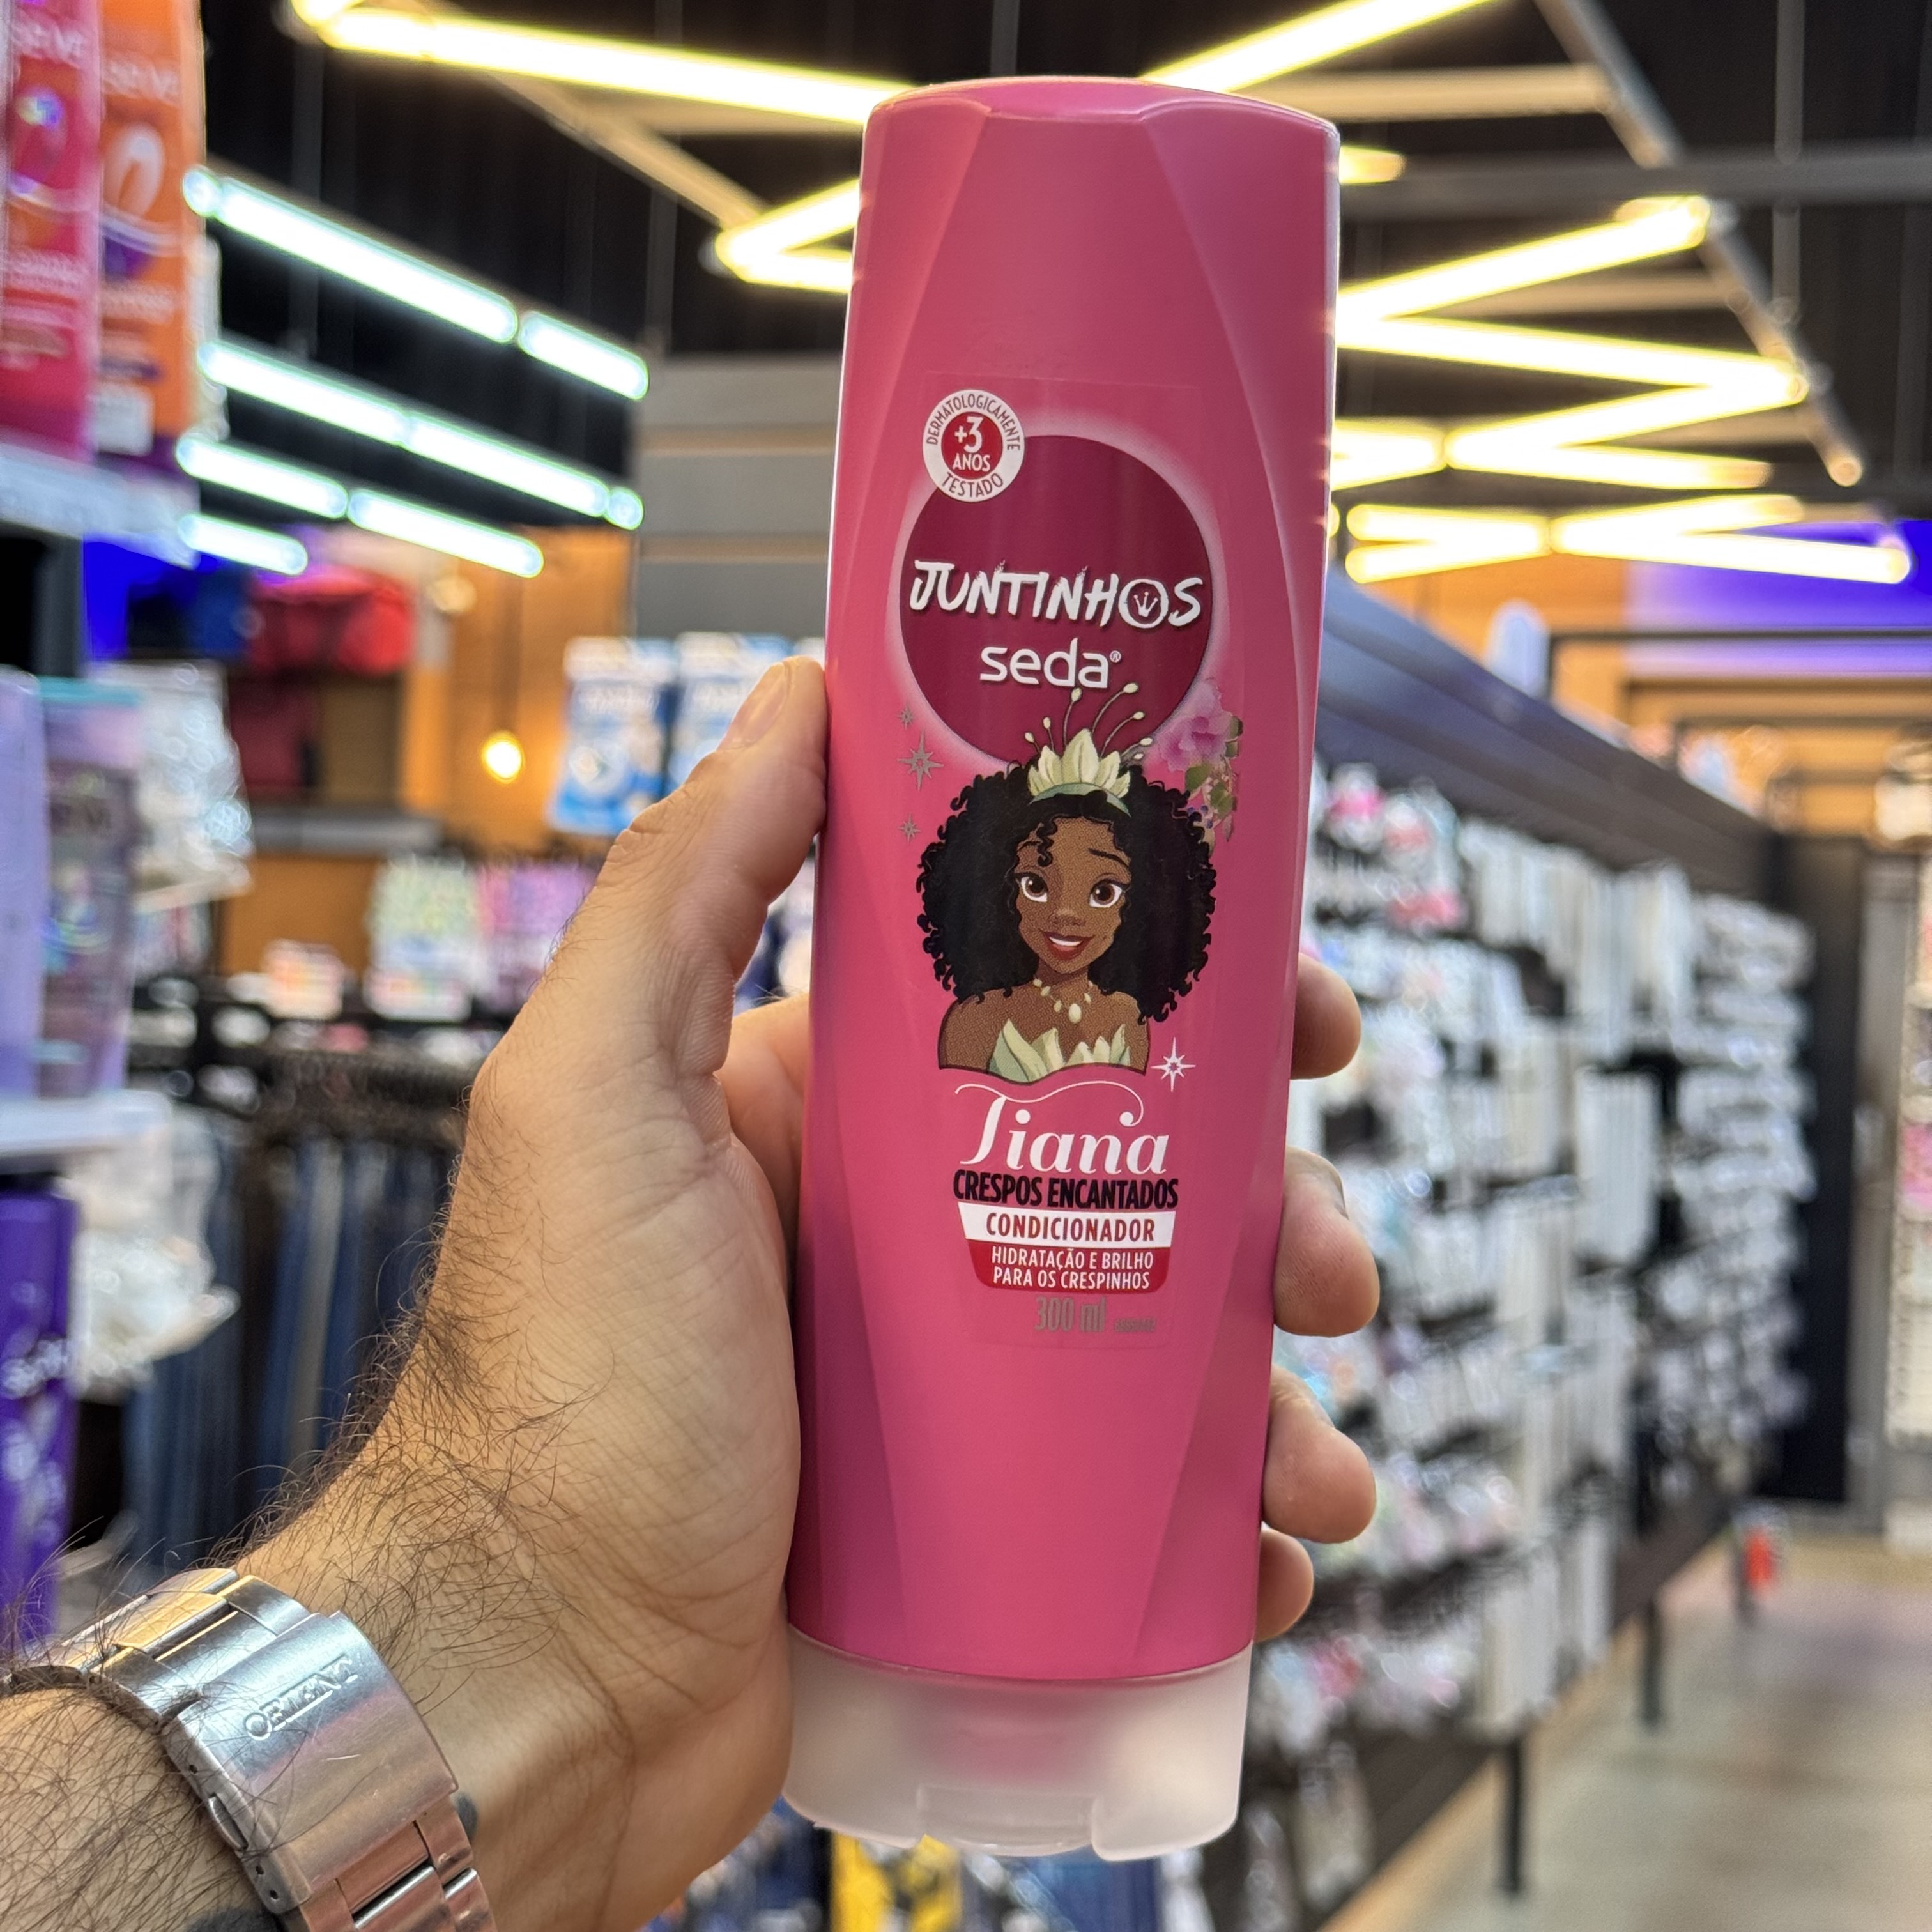 DERMATOLOGICAMENTE
+3
ANOS
TESTADO
JUNTINHOS
seda®
Tiana
CRESPOS ENCANTADOS
CONDICIONADOR
HIDRATAÇÃO E BRILHO
PARA OS CRESPINHOS
300 ml
ORIENT